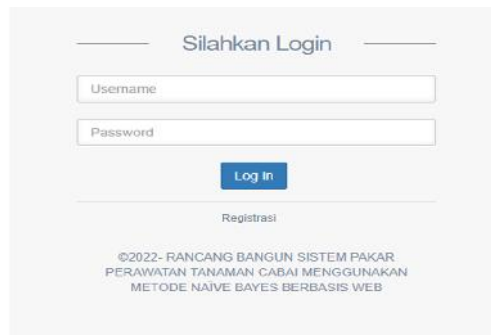 Silahkan Login
Username
Password
Log In
Registrasi
©2022- RANCANG BANGUN SISTEM PAKAR
PERAWATAN TANAMAN CABAI MENGGUNAKAN
METODE NAÏVE BAYES BERBASIS WEB